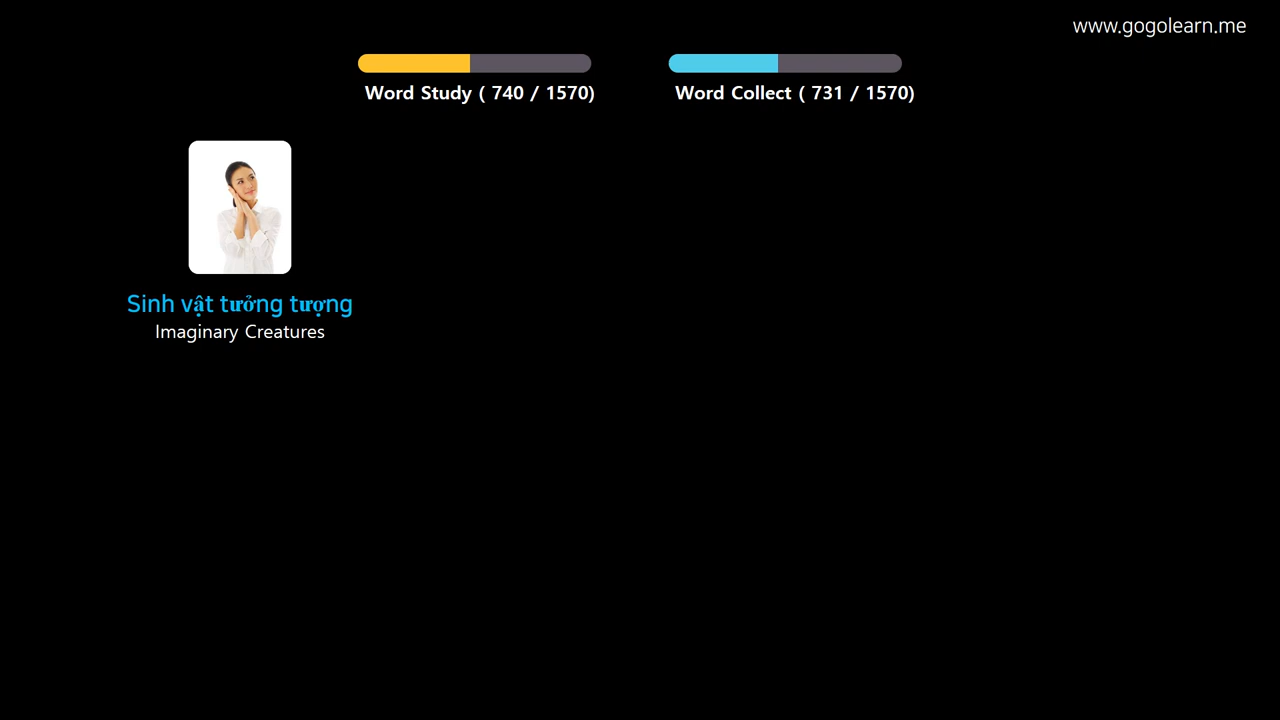 www.gogolearn.me
Word Study ( 740 / 1570)
Word Collect ( 731 / 1570)
Sinh vật tưởng tượng
Imaginary Creatures